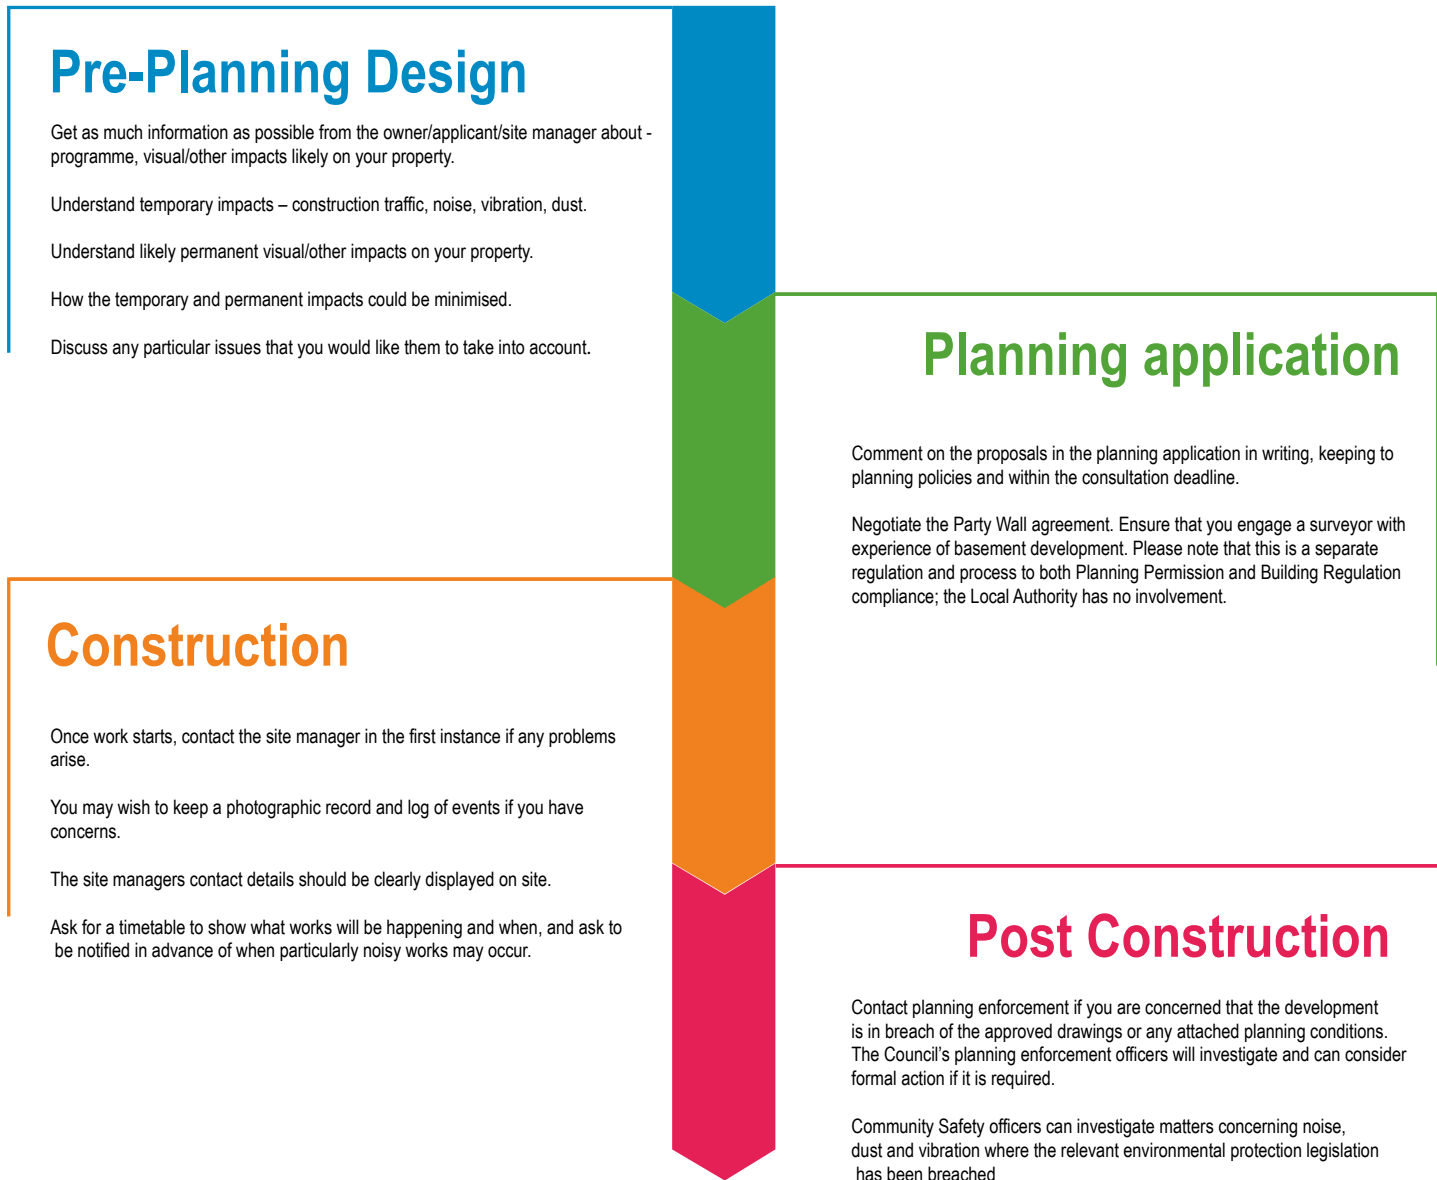 Pre-Planning Design
Get as much information as possible from the owner/applicant/site manager about -
programme, visual/other impacts likely on your property.
Understand temporary impacts – construction traffic, noise, vibration, dust.
Understand likely permanent visual/other impacts on your property.
How the temporary and permanent impacts could be minimised.
Discuss any particular issues that you would like them to take into account.
Planning application
Comment on the proposals in the planning application in writing, keeping to
planning policies and within the consultation deadline.
Negotiate the Party Wall agreement. Ensure that you engage a surveyor with
experience of basement development. Please note that this is a separate
regulation and process to both Planning Permission and Building Regulation
compliance; the Local Authority has no involvement.
Construction
Once work starts, contact the site manager in the first instance if any problems
arise.
You may wish to keep a photographic record and log of events if you have
concerns.
The site managers contact details should be clearly displayed on site.
Ask for a timetable to show what works will be happening and when, and ask to
be notified in advance of when particularly noisy works may occur.
Post Construction
Contact planning enforcement if you are concerned that the development
is in breach of the approved drawings or any attached planning conditions.
The Council’s planning enforcement officers will investigate and can consider
formal action if it is required.
Community Safety officers can investigate matters concerning noise,
dust and vibration where the relevant environmental protection legislation
has been breached